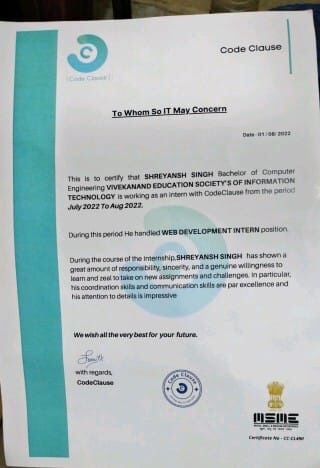 Code Clause
Code Clause
To Whom So IT May Concern
Date - 01 / 08 / 2022
This is to certify that SHREYANSH SINGH Bachelor of Computer
Engineering VIVEKANAND EDUCATION SOCIETY'S OF INFORMATION
TECHNOLOGY is working as an intern with CodeClause from the period
July 2022 To Aug 2022.
During this period He handled WEB DEVELOPMENT INTERN position.
During the course of the Internship,SHREYANSH SINGH has shown a
great amount of responsibility, sincerity, and a genuine willingness to
learn and zeal to take on new assignments and challenges. In particular,
his coordination skills and communication skills are par excellence and
his attention to details is impressive
We wish all the very best for your future.
with regards,
CodeClause
Code Clause
MSME
Certificate No - CC-CL490